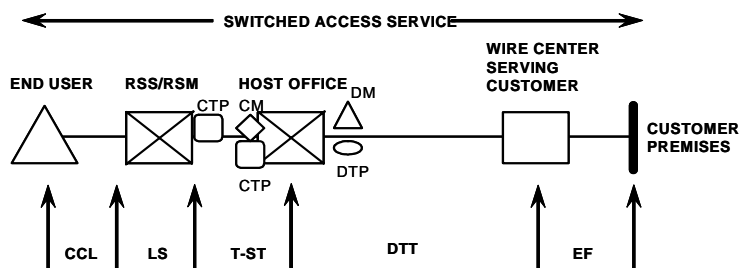 SWITCHED ACCESS SERVICE
WIRE CENTER
SERVING
CUSTOMER
END USER
RSS/RSM
HOST OFFICE
CTP
CM
DM
CUSTOMER
PREMISES
CTP
DTP
CCL
LS
T-ST
DTT
EF